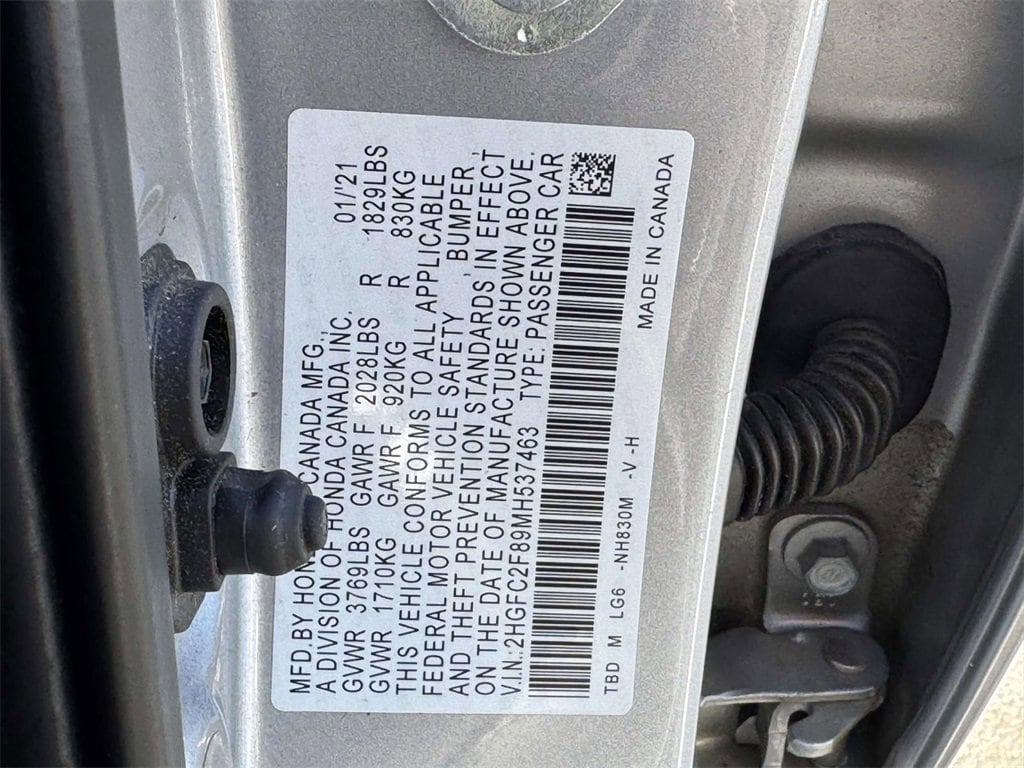 MFD.BY HON CANADA MFG.,
A DIVISION OF HONDA CANADA INC. 01/'21
GVWR 3769LBS GAWR F 2028LBS R 1829LBS
GVWR 1710KG GAWR F 920KG R 830KG
THIS VEHICLE CONFORMS TO ALL APPLICABLE
FEDERAL MOTOR VEHICLE SAFETY , BUMPER ,
AND THEFT PREVENTION STANDARDS IN EFFECT
ON THE DATE OF MANUFACTURE SHOWN ABOVE.
V.I.N.:2HGFC2F89MH537463 TYPE: PASSENGER CAR
TBD M LG6 -NH830M -V -H
MADE IN CANADA